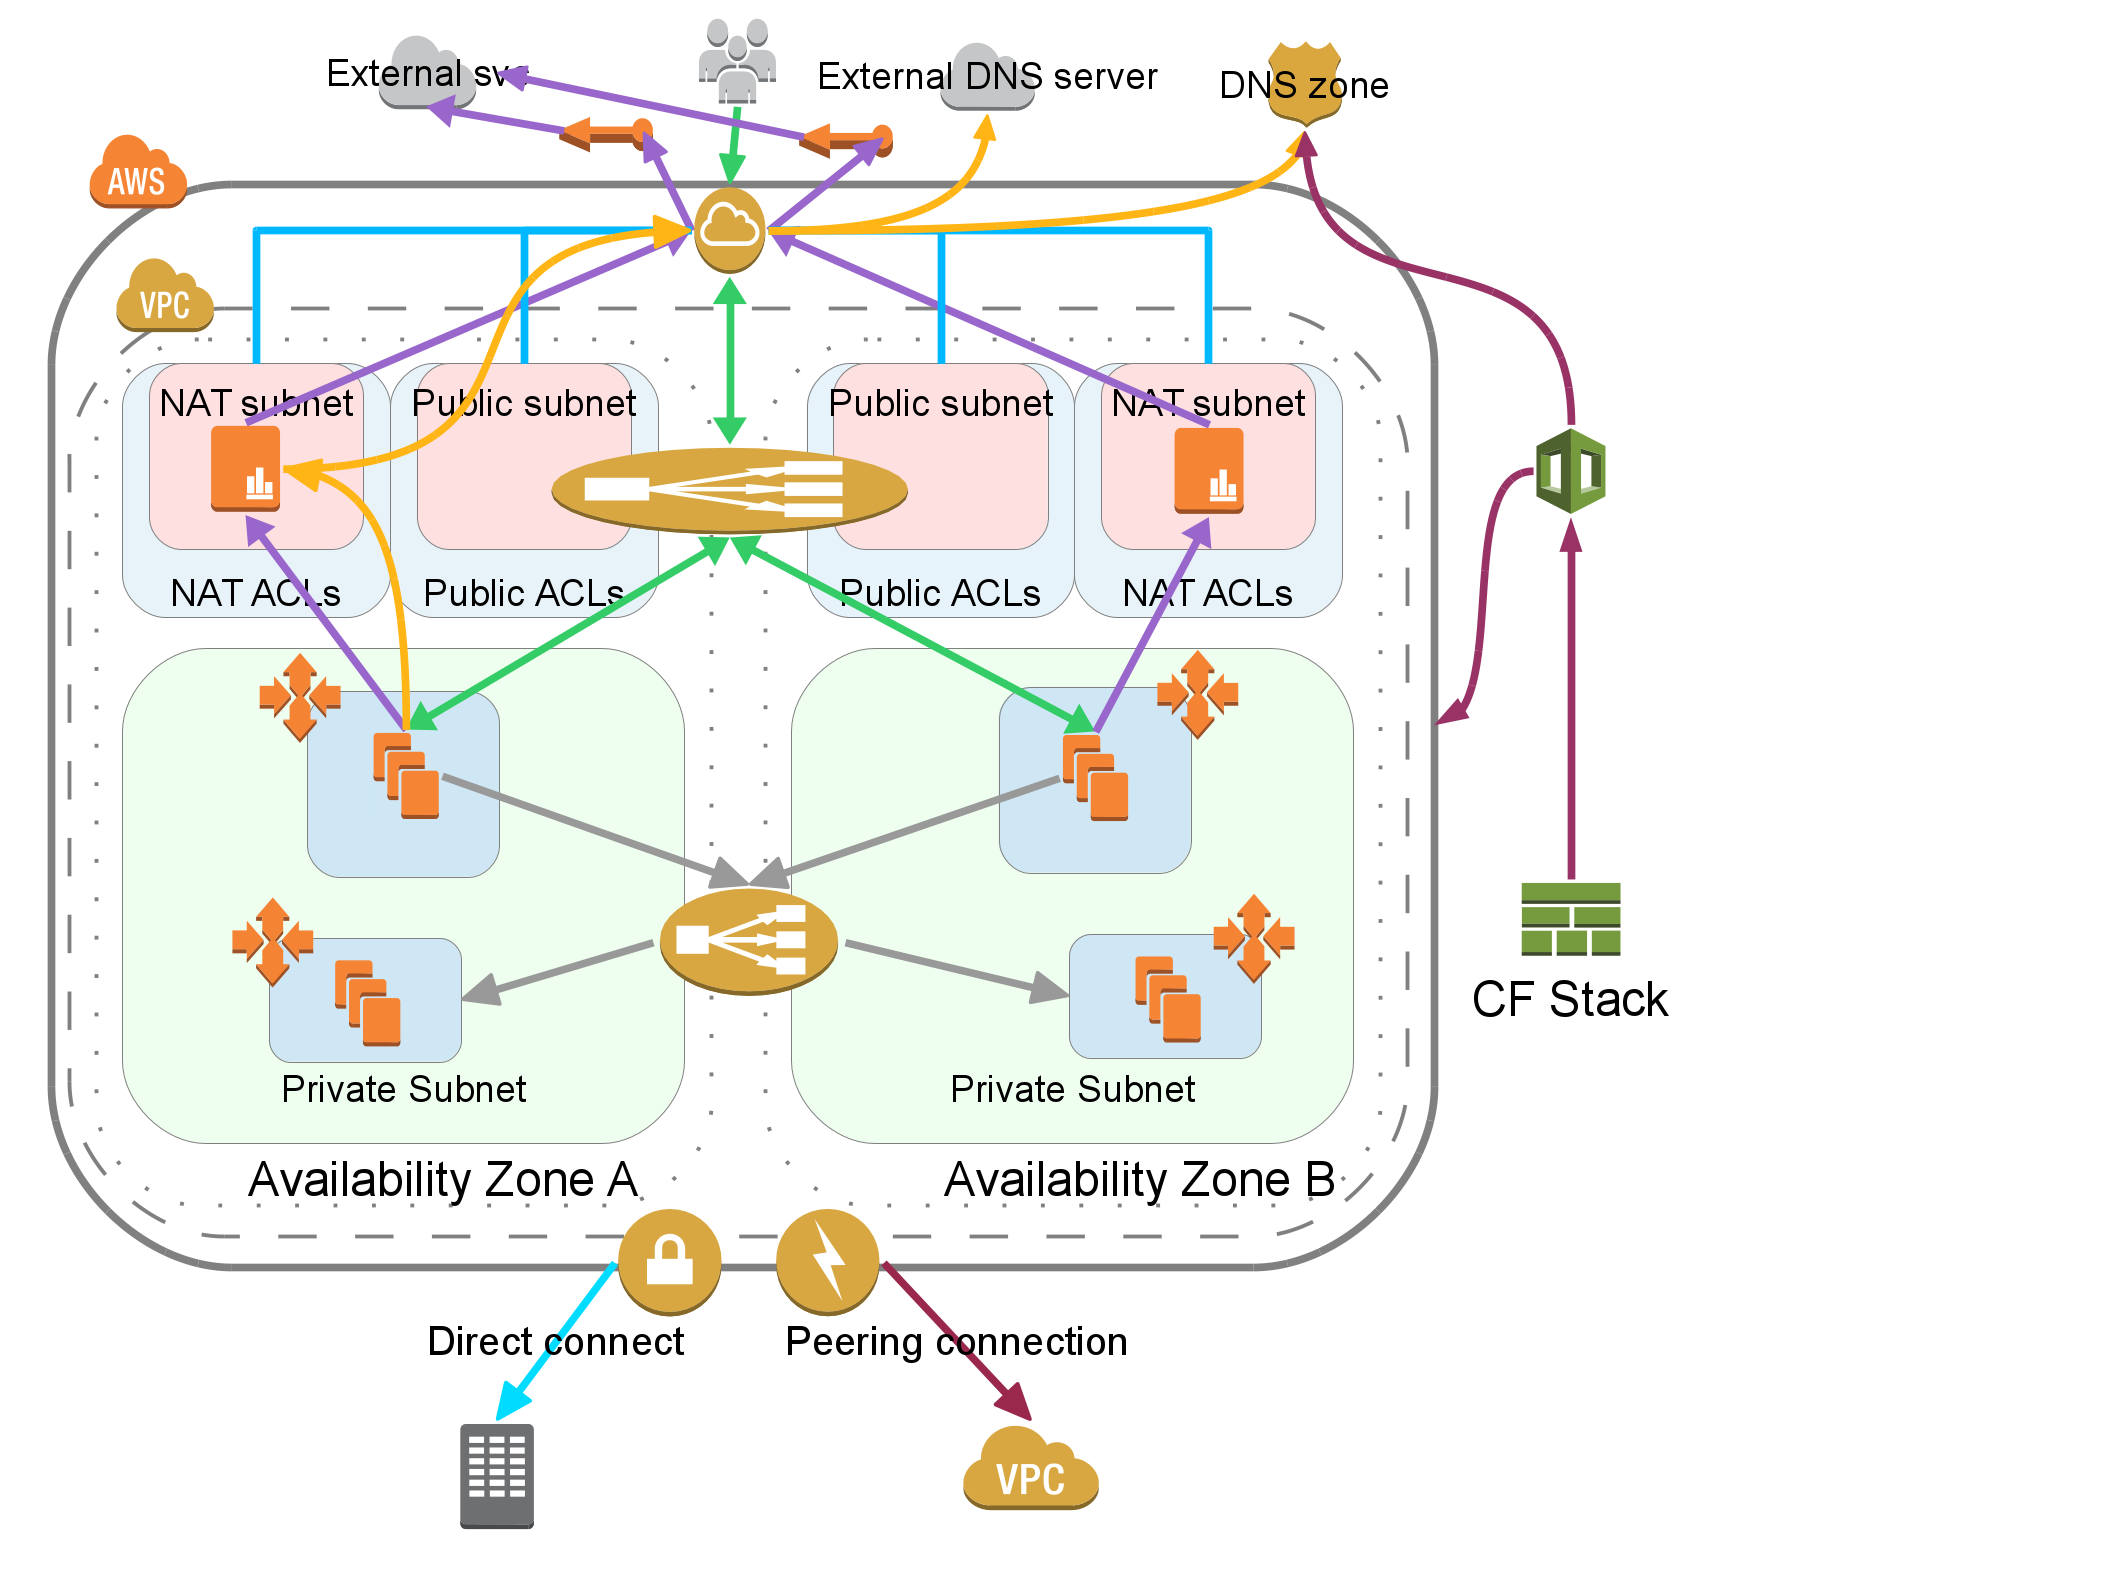 External svc
External DNS server
DNS zone
AWS
VPC
NAT subnet
Public subnet
Public subnet
NAT subnet
NAT ACLs
Public ACLs
Public ACLs
NAT ACLs
CF Stack
Private Subnet
Private Subnet
Availability Zone A
Availability Zone B
Direct connect
Peering connection
VPC